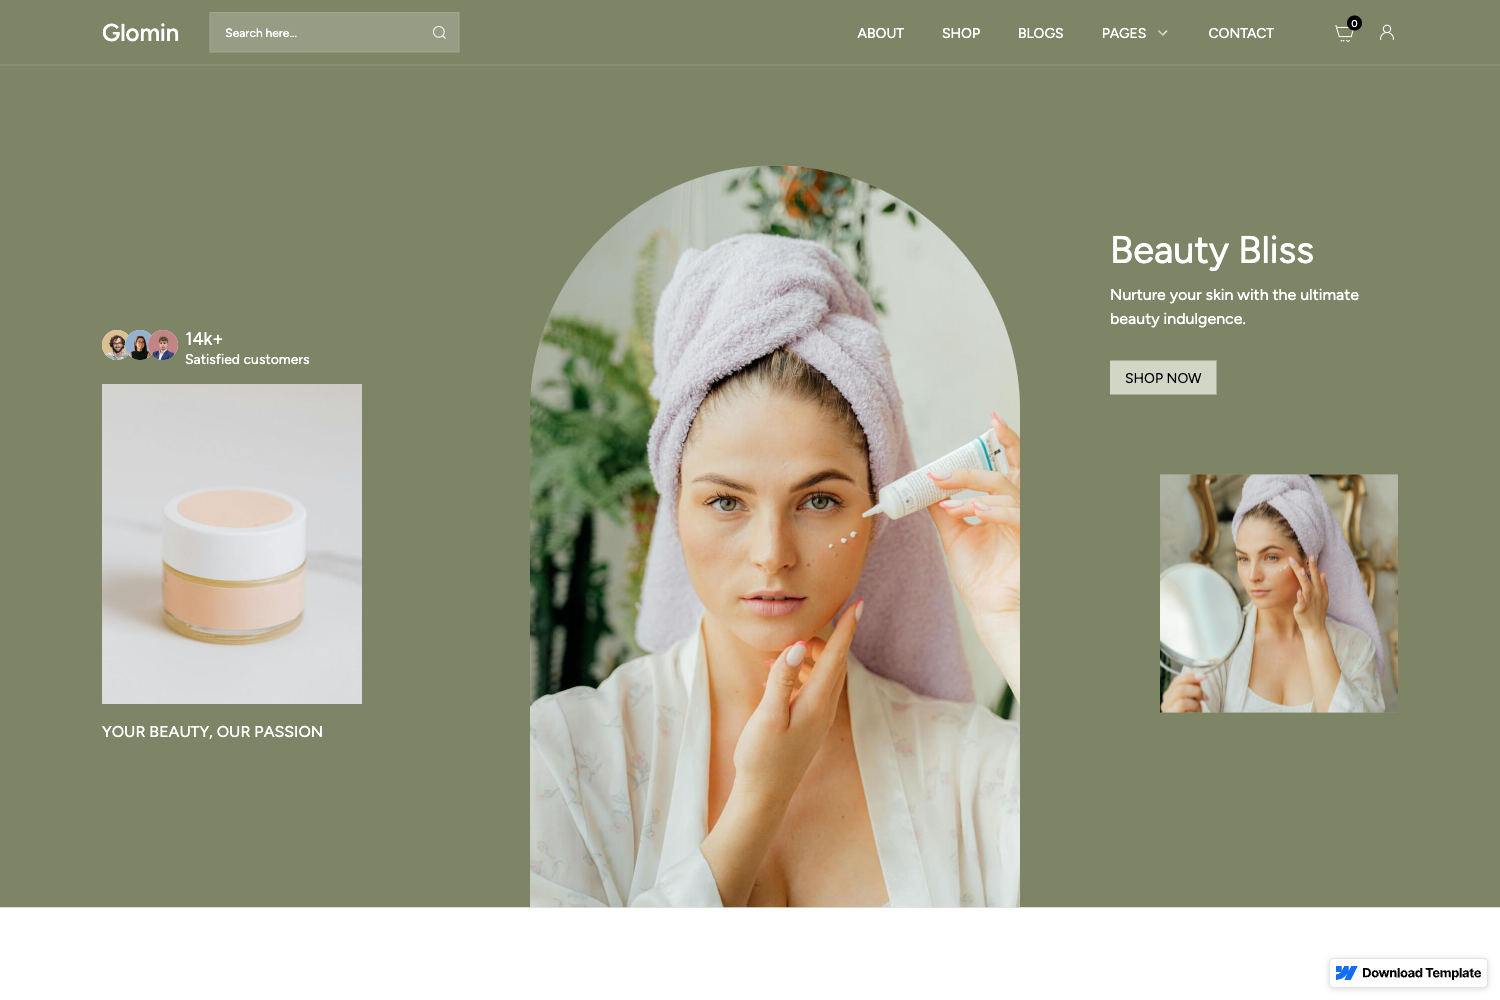 Glomin
Search here...
ABOUT
SHOP
BLOGS
PAGES
CONTACT
0
Beauty Bliss
Nurture your skin with the ultimate
beauty indulgence.
SHOP NOW
14k+
Satisfied customers
YOUR BEAUTY, OUR PASSION
Download Template